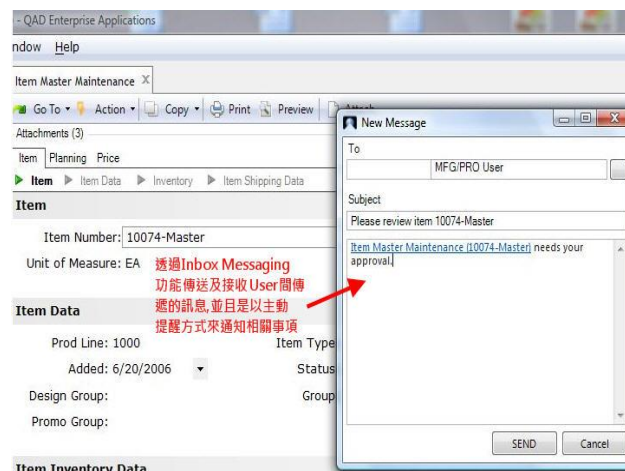 - QAD Enterprise Applications
ndow Help
Item Master Maintenance X
Go To Action Copy Print Preview Attach
Attachments (3)
Item Planning Price
Item Item Data Inventory Item Shipping Data
Item
Item Number: 10074-Master
Unit of Measure: EA
透過Inbox Messaging
功能傳送及接收User間傳
遞的訊息,並且是以主動
提醒方式來通知相關事項
Item Data
Prod Line: 1000
Item Type
Added: 6/20/2006
Status
Design Group:
Group
Promo Group:
Item Inventory Data
New Message
To
MFG/PRO User
Subject
Please review item 10074-Master
Item Master Maintenance (10074-Master) needs your
approval.
SEND Cancel